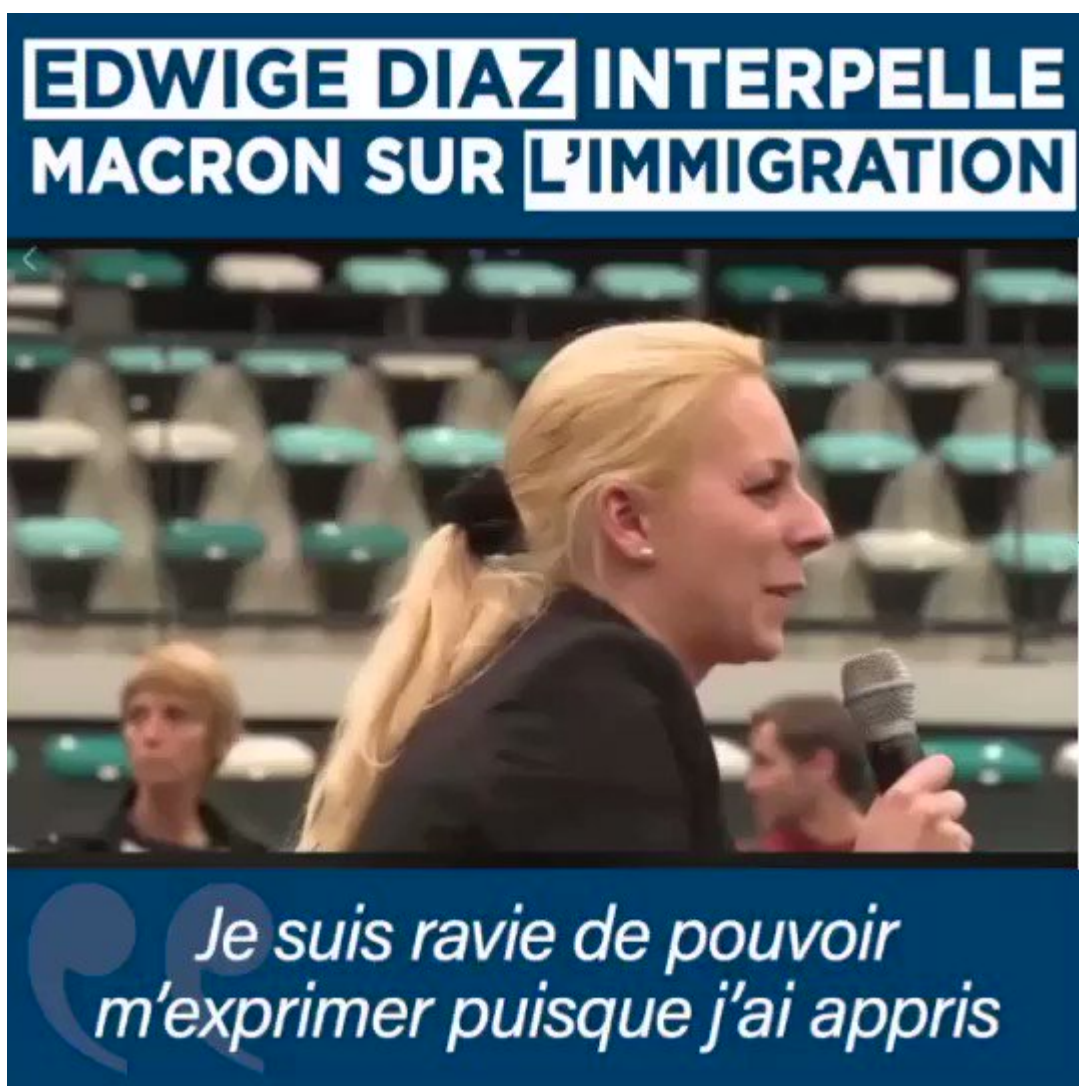 EDWIGE DIAZ INTERPELLE
MACRON SUR L'IMMIGRATION
Je suis ravie de pouvoir
m'exprimer puisque j'ai appris